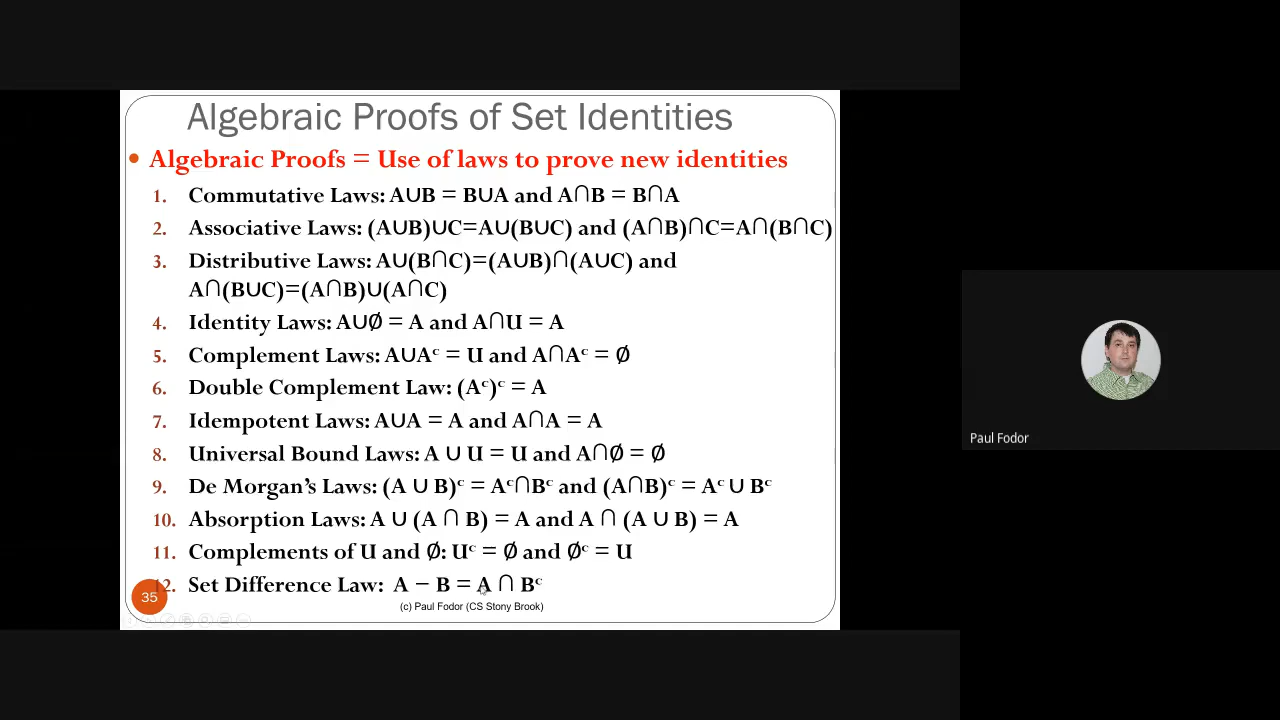 Algebraic Proofs of Set Identities
• Algebraic Proofs = Use of laws to prove new identities
1. Commutative Laws: A∪B = B∪A and A∩B = B∩A
2. Associative Laws: (A∪B)∪C=A∪(B∪C) and (A∩B)∩C=A∩(B∩C)
3. Distributive Laws: A∪(B∩C)=(A∪B)∩(A∪C) and
A∩(B∪C)=(A∩B)∪(A∩C)
4. Identity Laws: A∪∅ = A and A∩U = A
5. Complement Laws: A∪Aᶜ = U and A∩Aᶜ = ∅
6. Double Complement Law: (Aᶜ)ᶜ = A
7. Idempotent Laws: A∪A = A and A∩A = A
8. Universal Bound Laws: A ∪ U = U and A∩∅ = ∅
9. De Morgan’s Laws: (A ∪ B)ᶜ = Aᶜ∩Bᶜ and (A∩B)ᶜ = Aᶜ ∪ Bᶜ
10. Absorption Laws: A ∪ (A ∩ B) = A and A ∩ (A ∪ B) = A
11. Complements of U and ∅: Uᶜ = ∅ and ∅ᶜ = U
12. Set Difference Law: A − B = A ∩ Bᶜ
35
(c) Paul Fodor (CS Stony Brook)
Paul Fodor